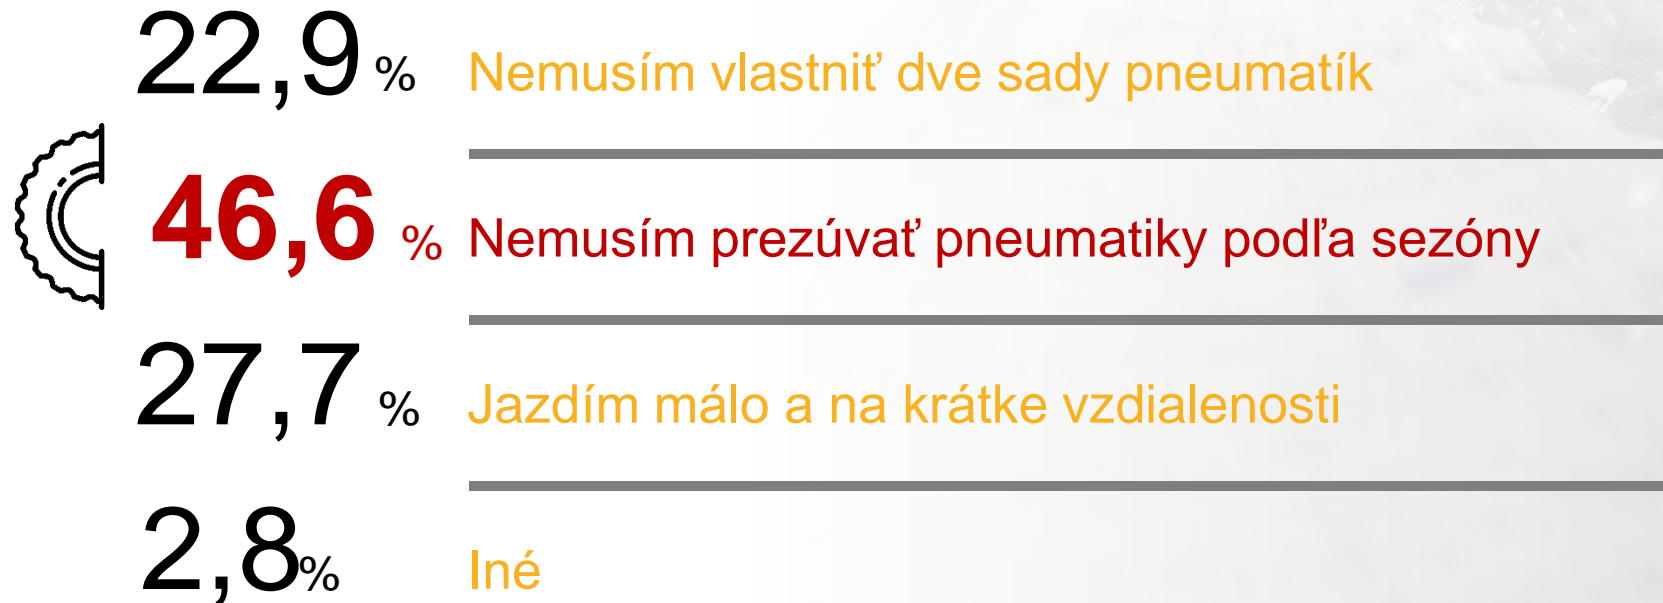 22,9 % Nemusím vlastniť dve sady pneumatík
46,6 % Nemusím prezúvať pneumatiky podľa sezóny
27,7 % Jazdím málo a na krátke vzdialenosti
2,8% Iné